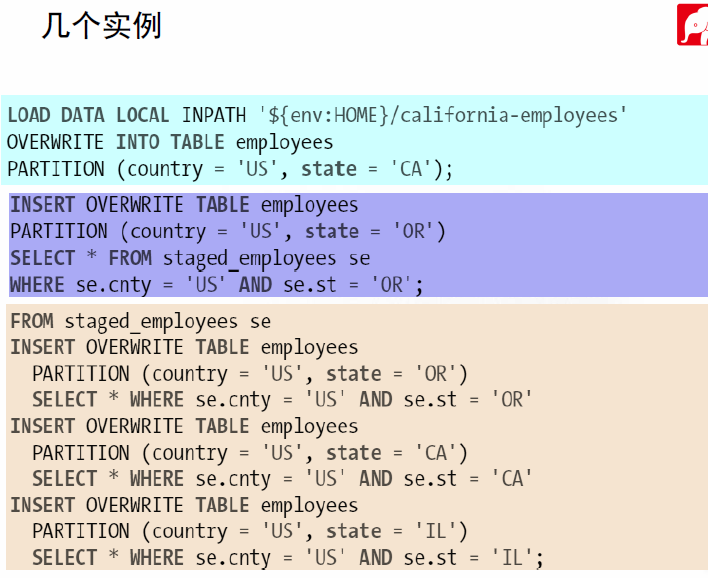 几个实例
LOAD DATA LOCAL INPATH '${env:HOME}/california-employees'
OVERWRITE INTO TABLE employees
PARTITION (country = 'US', state = 'CA');
INSERT OVERWRITE TABLE employees
PARTITION (country = 'US', state = 'OR')
SELECT * FROM staged_employees se
WHERE se.cnty = 'US' AND se.st = 'OR';
FROM staged_employees se
INSERT OVERWRITE TABLE employees
PARTITION (country = 'US', state = 'OR')
SELECT * WHERE se.cnty = 'US' AND se.st = 'OR'
INSERT OVERWRITE TABLE employees
PARTITION (country = 'US', state = 'CA')
SELECT * WHERE se.cnty = 'US' AND se.st = 'CA'
INSERT OVERWRITE TABLE employees
PARTITION (country = 'US', state = 'IL')
SELECT * WHERE se.cnty = 'US' AND se.st = 'IL';